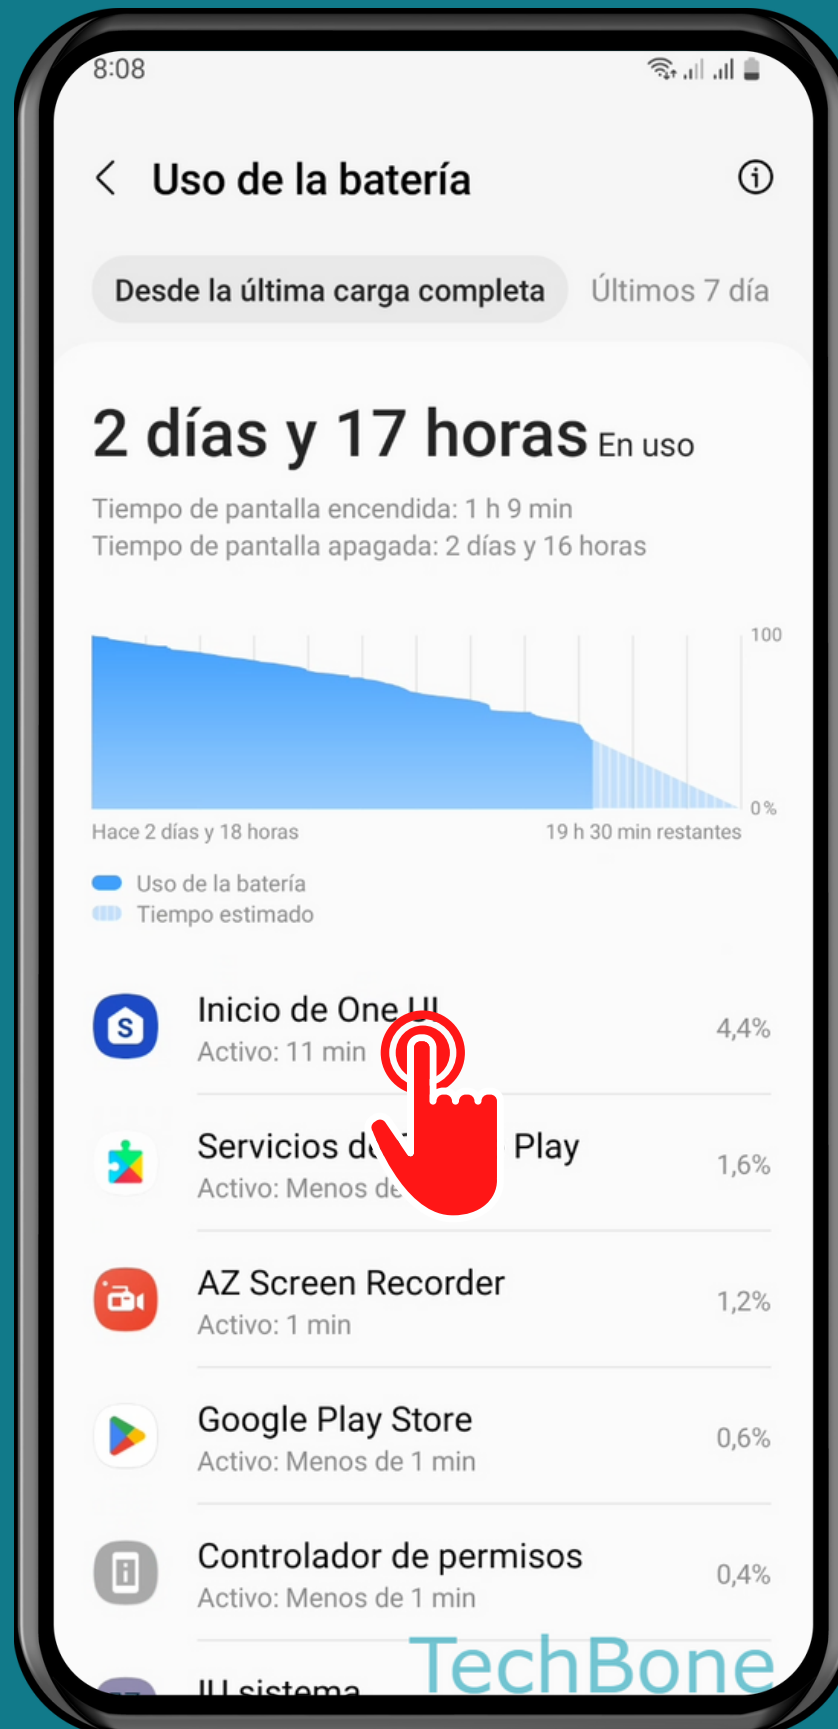 8:08
Uso de la batería
Desde la última carga completa
Últimos 7 día
2 días y 17 horas En uso
Tiempo de pantalla encendida: 1 h 9 min
Tiempo de pantalla apagada: 2 días y 16 horas
100
0%
Hace 2 días y 18 horas
19 h 30 min restantes
Uso de la batería
Tiempo estimado
S
Inicio de One UI
Activo: 11 min
4,4%
Servicios de Play
Activo: Menos de
1,6%
AZ Screen Recorder
Activo: 1 min
1,2%
Google Play Store
Activo: Menos de 1 min
0,6%
Controlador de permisos
Activo: Menos de 1 min
0,4%
IU sistema
TechBone